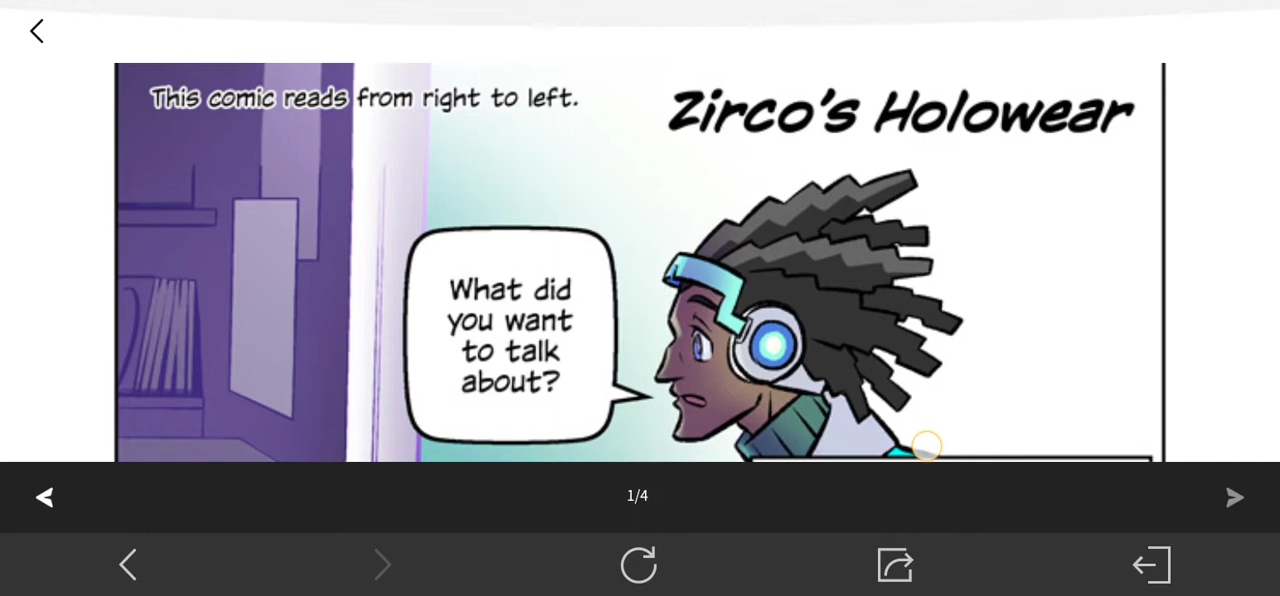 This comic reads from right to left.
Zirco's Holowear
What did
you want
to talk
about?
1/4